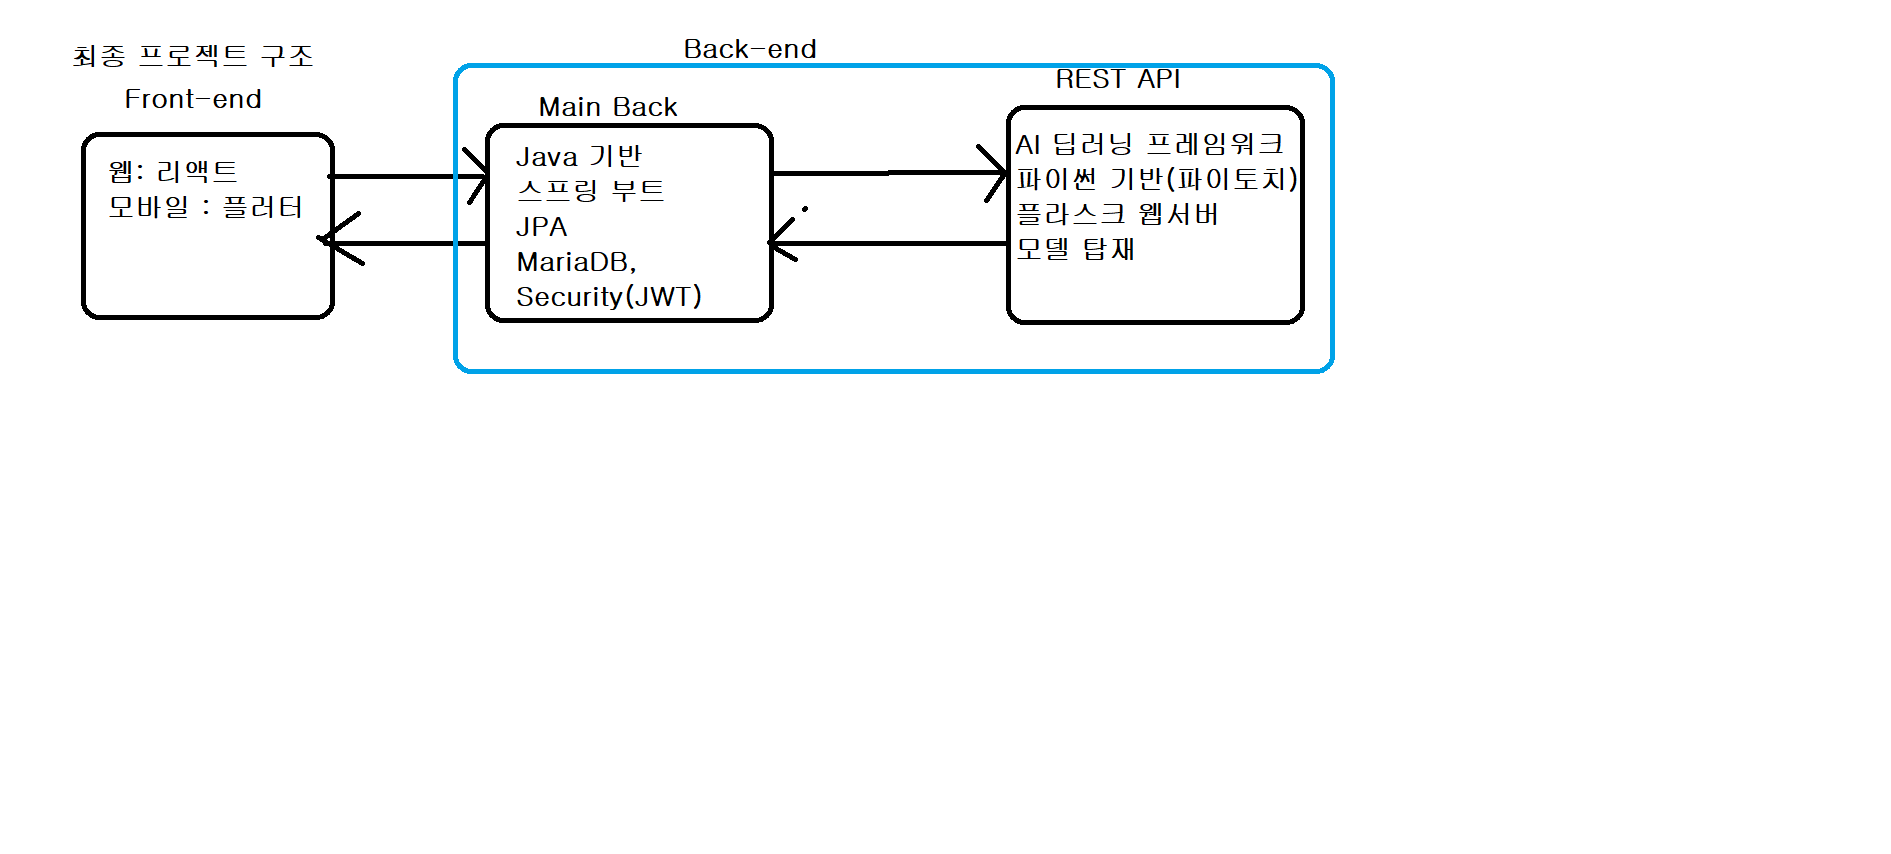 최종 프로젝트 구조
Front-end
웹: 리액트
모바일 : 플러터
Back-end
Main Back
Java 기반
스프링 부트
JPA
MariaDB,
Security(JWT)
REST API
AI 딥러닝 프레임워크
파이썬 기반(파이토치)
플라스크 웹서버
모델 탑재